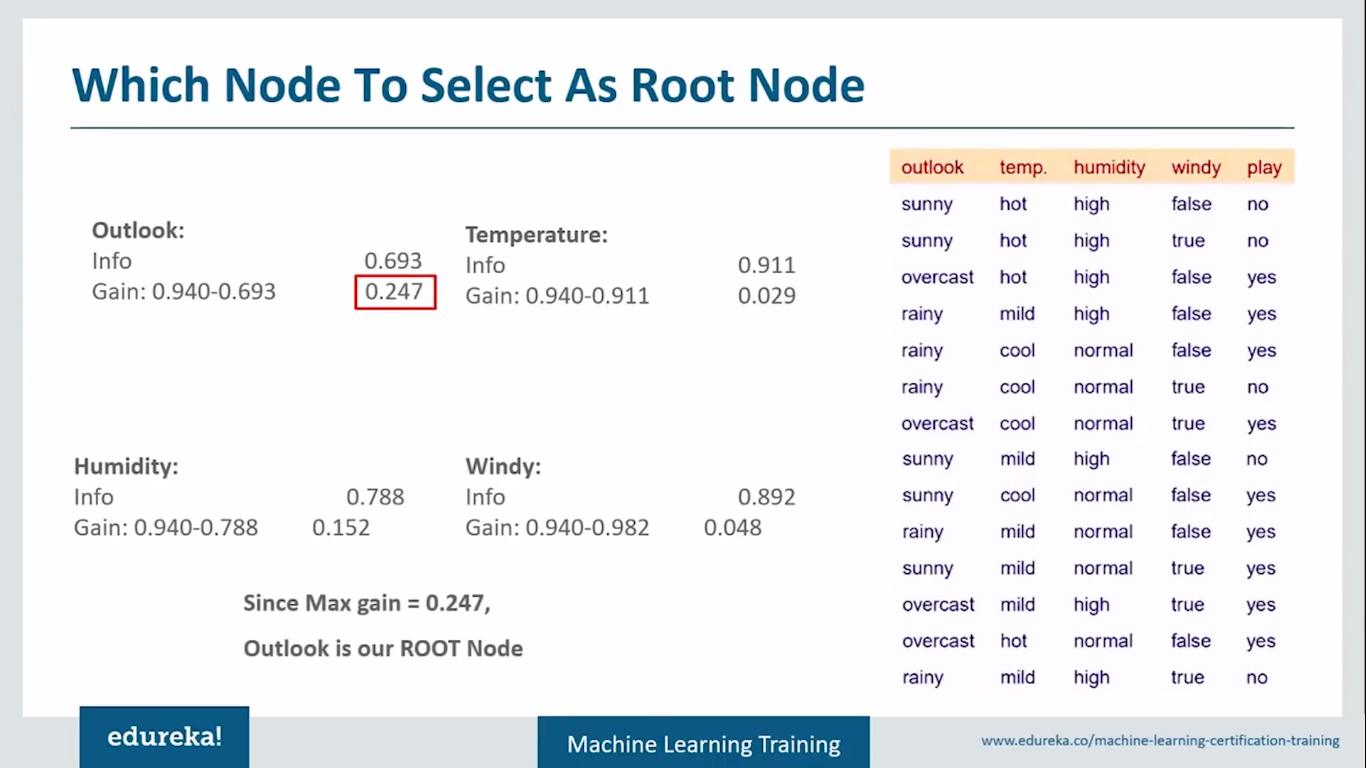 Which Node To Select As Root Node
Outlook:
Info 0.693
Gain: 0.940-0.693 0.247
Temperature:
Info 0.911
Gain: 0.940-0.911 0.029
Humidity:
Info 0.788
Gain: 0.940-0.788 0.152
Windy:
Info 0.892
Gain: 0.940-0.982 0.048
Since Max gain = 0.247,
Outlook is our ROOT Node
outlook temp. humidity windy play
sunny hot high false no
sunny hot high true no
overcast hot high false yes
rainy mild high false yes
rainy cool normal false yes
rainy cool normal true no
overcast cool normal true yes
sunny mild high false no
sunny cool normal false yes
rainy mild normal false yes
sunny mild normal true yes
overcast mild high true yes
overcast hot normal false yes
rainy mild high true no
edureka!
Machine Learning Training
www.edureka.co/machine-learning-certification-training